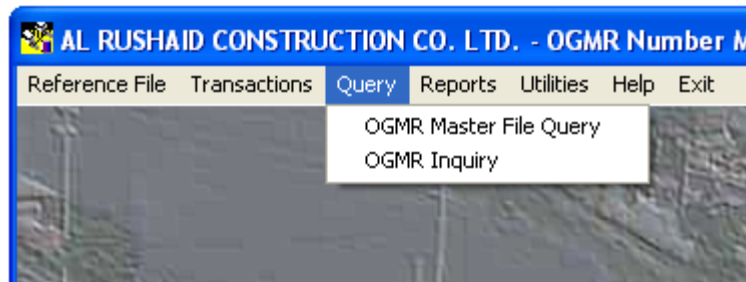 AL RUSHAID CONSTRUCTION CO. LTD. - OGMR Number
Reference File Transactions Query Reports Utilities Help Exit
OGMR Master File Query
OGMR Inquiry